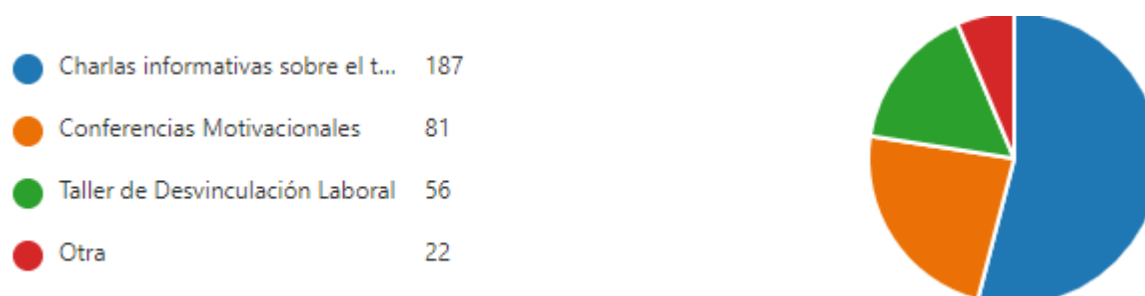 Charlas informativas sobre el t... 187
Conferencias Motivacionales 81
Taller de Desvinculación Laboral 56
Otra 22